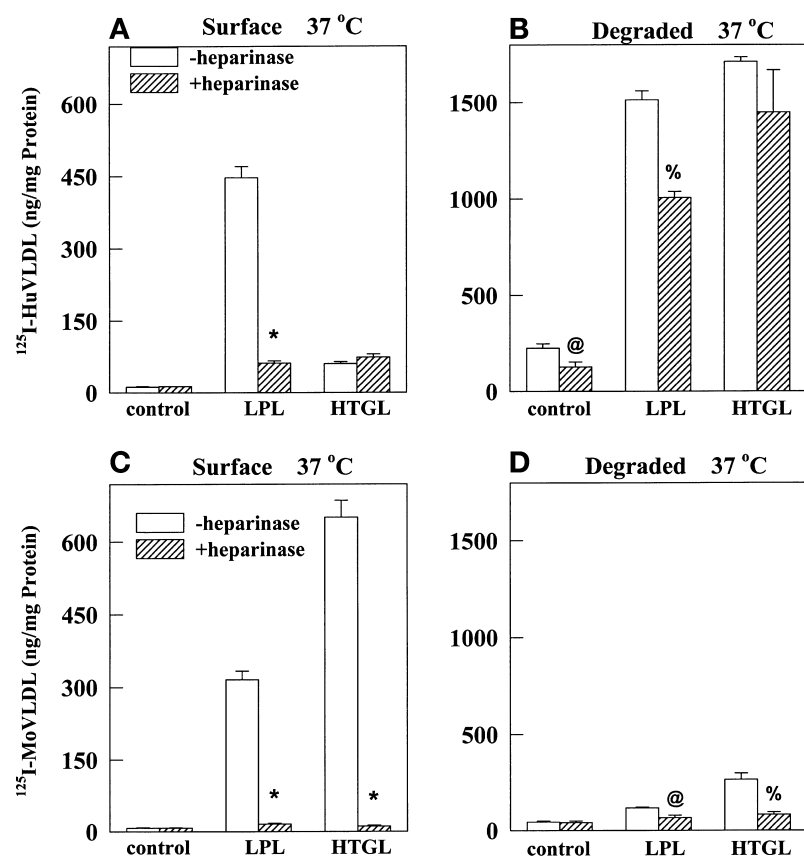 A Surface 37 °C
-heparinase
+heparinase
¹²⁵I-HuVLDL (ng/mg Protein)
600
450
300
150
0
*
control LPL HTGL
B Degraded 37 °C
1500
1000
500
0
@
%
control LPL HTGL
C Surface 37 °C
-heparinase
+heparinase
¹²⁵I-MoVLDL (ng/mg Protein)
600
450
300
150
0
* *
control LPL HTGL
D Degraded 37 °C
1500
1000
500
0
@ %
control LPL HTGL